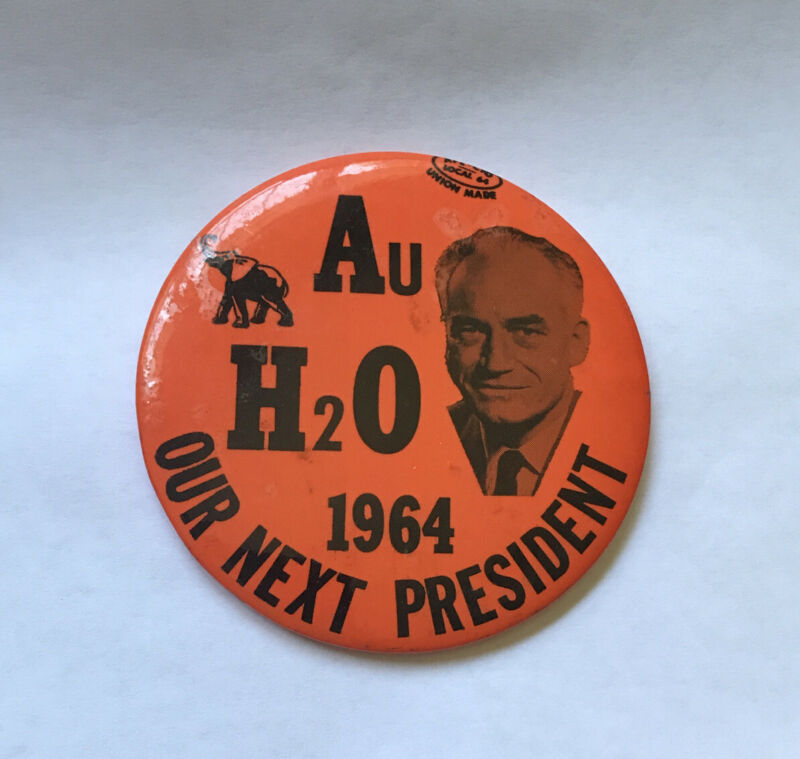 LOCAL 64
UNION MADE
Au
H2O
1964
OUR NEXT PRESIDENT